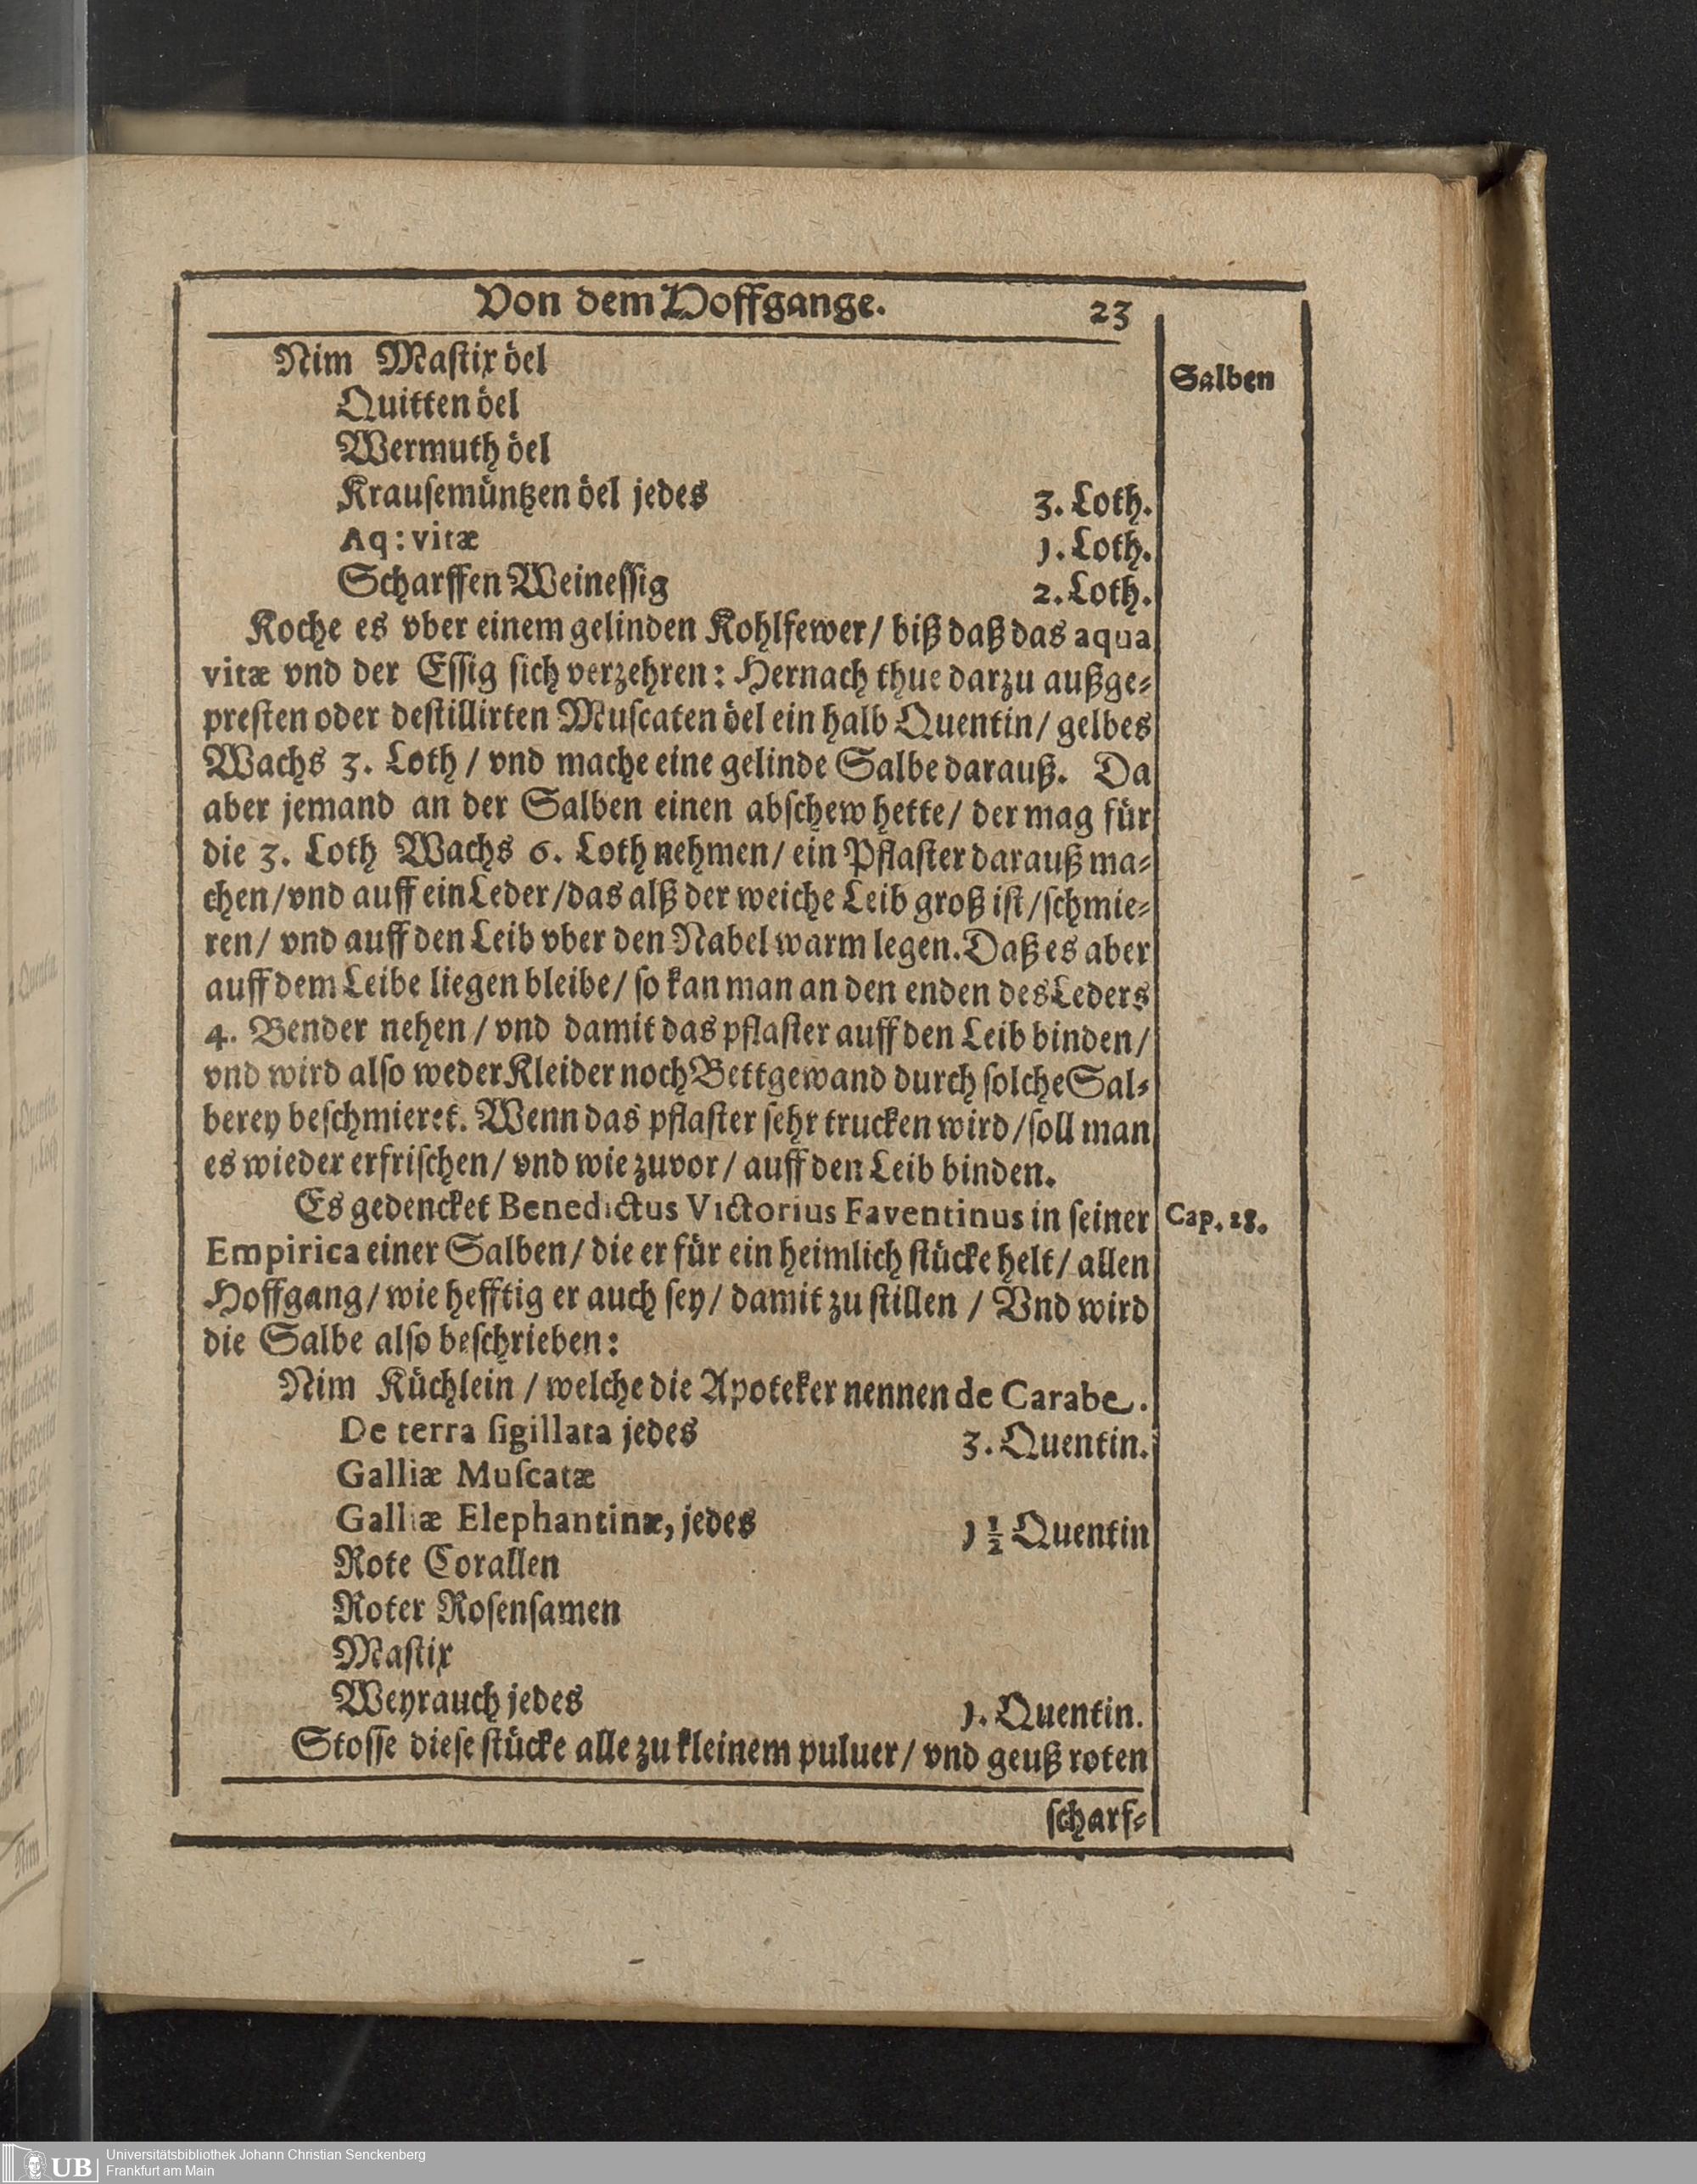 Von dem Hoffgange. 23
Nim Maſtix öel
Salben
Quitten öel
Wermuth öel
Krauſemüntzen öel jedes 3. Loth.
Aq: vitæ 1. Loth.
Scharffen Weineſſig 2. Loth.
Koche es vber einem gelinden Kohlfewer / biß daß das aqua
vitæ vnd der Eſſig ſich verzehren: Hernach thue darzu außge⸗
preſten oder deſtillirten Muſcaten öel ein halb Quentin / gelbes
Wachs 3. Loth / vnd mache eine gelinde Salbe darauß. Da
aber jemand an der Salben einen abſchew hette / der mag für
die 3. Loth Wachs 6. Loth nehmen / ein Pflaſter darauß ma⸗
chen / vnd auff ein Leder / das alß der weiche Leib groß iſt / ſchmie⸗
ren / vnd auff den Leib vber den Nabel warm legen. Daß es aber
auff dem Leibe liegen bleibe / ſo kan man an den enden des Leders
4. Bender nehen / vnd damit das pflaſter auff den Leib binden /
vnd wird alſo weder Kleider noch Bettgewand durch ſolche Sal⸗
berey beſchmieret. Wenn das pflaſter ſehr trucken wird / ſoll man
es wieder erfriſchen / vnd wie zuvor / auff den Leib binden.
Es gedencket Benedictus Victorius Faventinus in ſeiner
Cap. 28.
Empirica einer Salben / die er für ein heimlich ſtücke helt / allen
Hoffgang / wie hefftig er auch ſey / damit zu ſtillen / Vnd wird
die Salbe alſo beſchrieben:
Nim Küchlein / welche die Apoteker nennen de Carabe.
De terra ſigillata jedes 3. Quentin.
Galliæ Muſcatæ
Galliæ Elephantinæ, jedes 1 1/2 Quentin
Rote Corallen
Roter Roſenſamen
Maſtix
Weyrauch jedes 1. Quentin.
Stoſſe dieſe ſtücke alle zu kleinem puluer / vnd geuß roten
ſcharf⸗
UB
Universitätsbibliothek Johann Christian Senckenberg
Frankfurt am Main